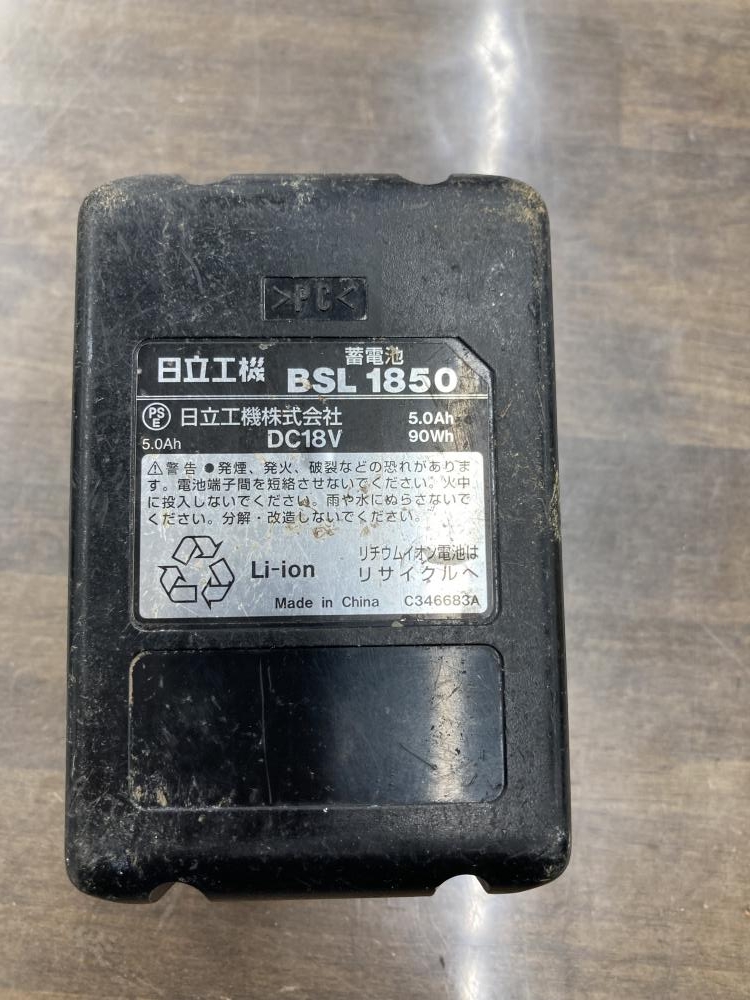 >PC<
日立工機 蓄電池
BSL 1850
PSE 日立工機株式会社 5.0Ah
5.0Ah DC18V 90Wh
⚠警告 ●発煙、発火、破裂などの恐れがありま
す。電池端子間を短絡させないでください。火中
に投入しないでください。雨や水にぬらさないで
ください。分解・改造しないでください。
Li-ion リチウムイオン電池は
リサイクルへ
Made in China C346683A